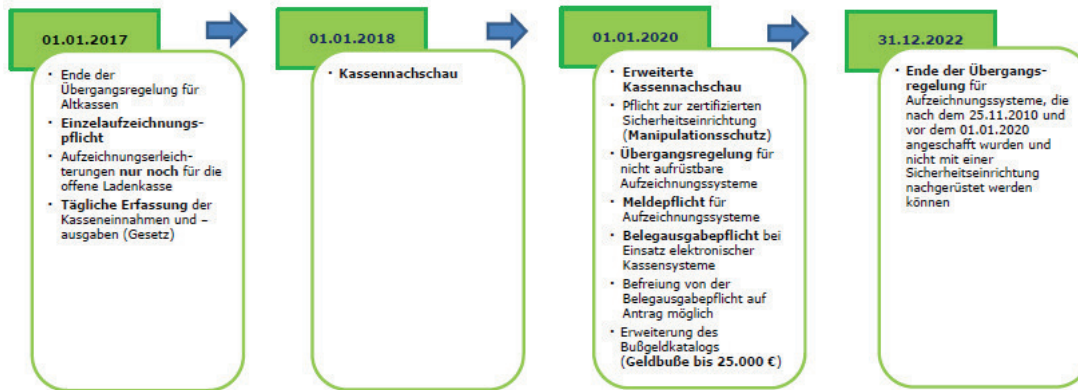 01.01.2017
Ende der
Übergangsregelung für
Altkassen
Einzelaufzeichnungs-
pflicht
Aufzeichnungserleich-
terungen nur noch für die
offene Ladenkasse
Tägliche Erfassung der
Kasseneinnahmen und –
ausgaben (Gesetz)
01.01.2018
Kassennachschau
01.01.2020
Erweiterte
Kassennachschau
Pflicht zur zertifizierten
Sicherheitseinrichtung
(Manipulationsschutz)
Übergangsregelung für
nicht aufrüstbare
Aufzeichnungssysteme
Meldepflicht für
Aufzeichnungssysteme
Belegausgabepflicht bei
Einsatz elektronischer
Kassensysteme
Befreiung von der
Belegausgabepflicht auf
Antrag möglich
Erweiterung des
Bußgeldkatalogs
(Geldbuße bis 25.000 €)
31.12.2022
Ende der Übergangs-
regelung für
Aufzeichnungssysteme, die
nach dem 25.11.2010 und
vor dem 01.01.2020
angeschafft wurden und
nicht mit einer
Sicherheitseinrichtung
nachgerüstet werden
können